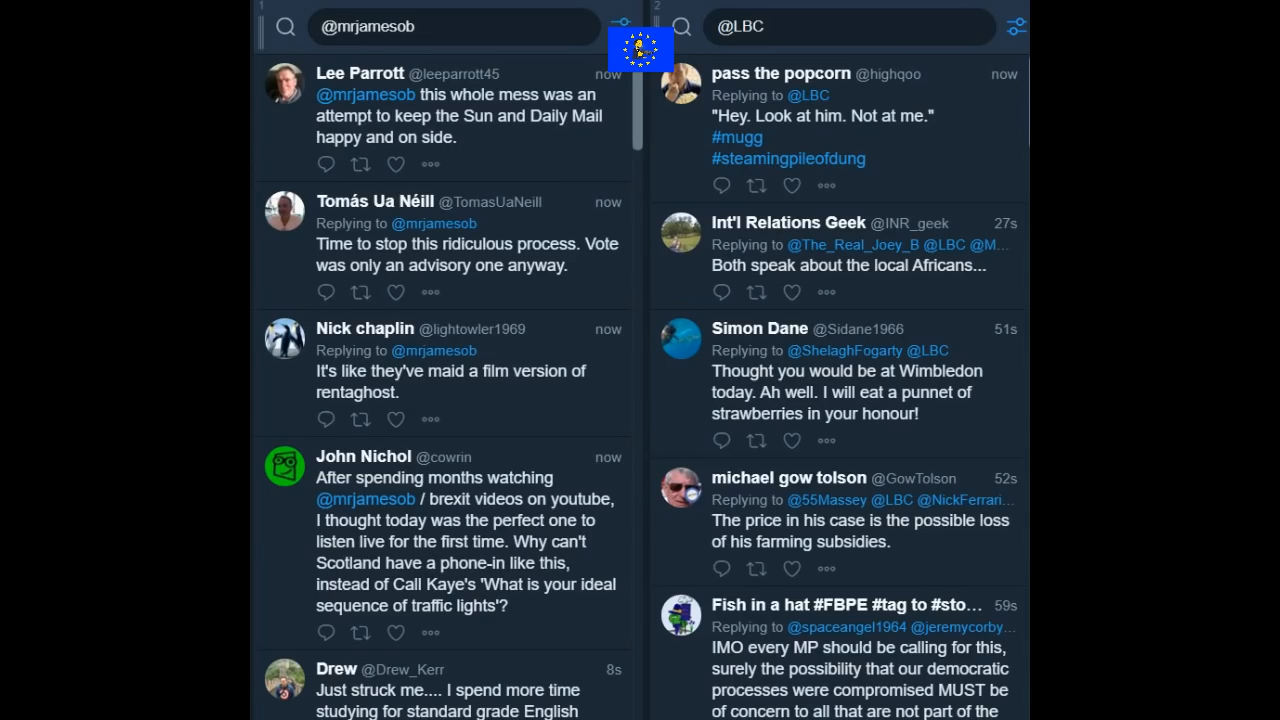 1
@mrjamesob
Lee Parrott @leeparrott45 now
@mrjamesob this whole mess was an
attempt to keep the Sun and Daily Mail
happy and on side.
Tomás Ua Néill @TomasUaNeill now
Replying to @mrjamesob
Time to stop this ridiculous process. Vote
was only an advisory one anyway.
Nick chaplin @lightowler1969 now
Replying to @mrjamesob
It's like they've maid a film version of
rentaghost.
John Nichol @cowrin now
After spending months watching
@mrjamesob / brexit videos on youtube,
I thought today was the perfect one to
listen live for the first time. Why can't
Scotland have a phone-in like this,
instead of Call Kaye's 'What is your ideal
sequence of traffic lights'?
Drew @Drew_Kerr 8s
Just struck me.... I spend more time
studying for standard grade English
2
@LBC
pass the popcorn @highqoo now
Replying to @LBC
"Hey. Look at him. Not at me."
#mugg
#steamingpileofdung
Int'l Relations Geek @INR_geek 27s
Replying to @The_Real_Joey_B @LBC @M...
Both speak about the local Africans...
Simon Dane @Sidane1966 51s
Replying to @ShelaghFogarty @LBC
Thought you would be at Wimbledon
today. Ah well. I will eat a punnet of
strawberries in your honour!
michael gow tolson @GowTolson 52s
Replying to @55Massey @LBC @NickFerrari...
The price in his case is the possible loss
of his farming subsidies.
Fish in a hat #FBPE #tag to #sto... 59s
Replying to @spaceangel1964 @jeremycorby...
IMO every MP should be calling for this,
surely the possibility that our democratic
processes were compromised MUST be
of concern to all that are not part of the